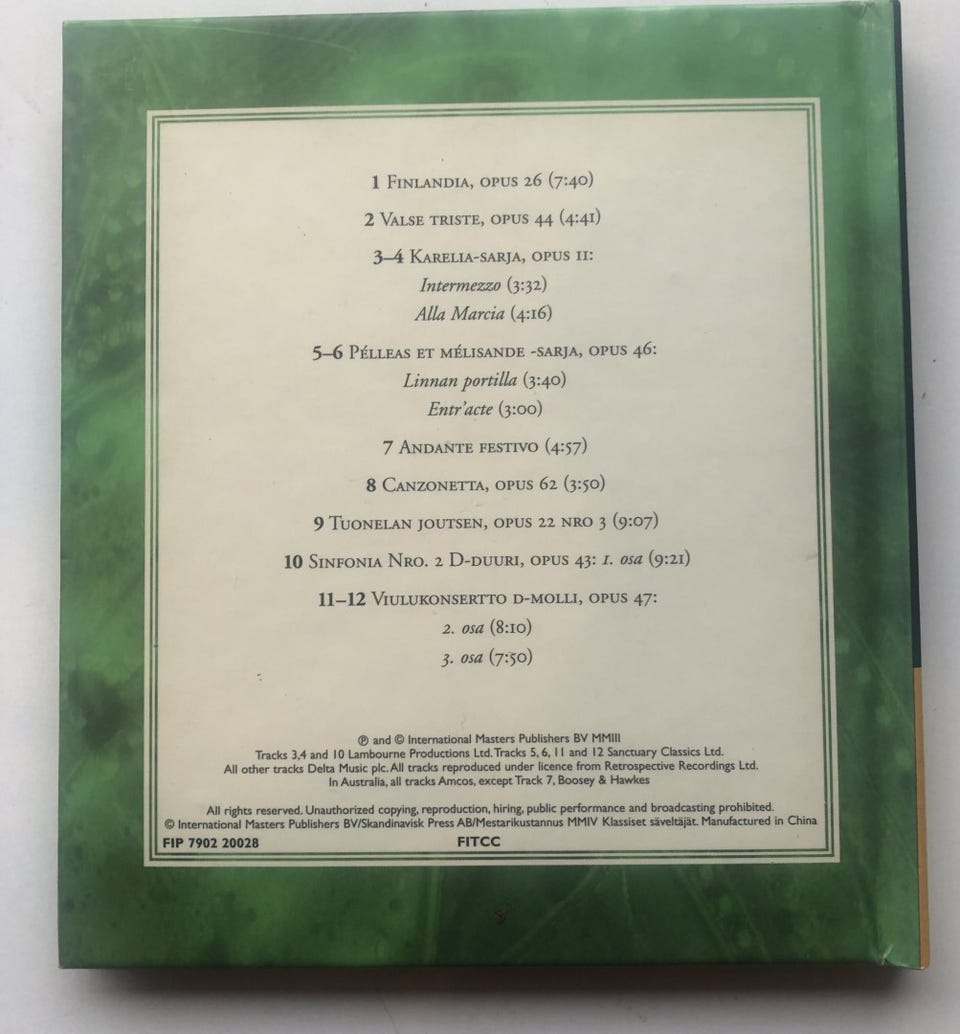 1 Finlandia, opus 26 (7:40)
2 Valse triste, opus 44 (4:41)
3–4 Karelia-sarja, opus 11:
Intermezzo (3:32)
Alla Marcia (4:16)
5–6 Pélleas et Mélisande -sarja, opus 46:
Linnan portilla (3:40)
Entr'acte (3:00)
7 Andante festivo (4:57)
8 Canzonetta, opus 62 (3:50)
9 Tuonelan joutsen, opus 22 nro 3 (9:07)
10 Sinfonia Nro. 2 D-duuri, opus 43: 1. osa (9:21)
11–12 Viulukonsertto d-molli, opus 47:
2. osa (8:10)
3. osa (7:50)
℗ and © International Masters Publishers BV MMIII
Tracks 3,4 and 10 Lambourne Productions Ltd. Tracks 5, 6, 11 and 12 Sanctuary Classics Ltd.
All other tracks Delta Music plc. All tracks reproduced under licence from Retrospective Recordings Ltd.
In Australia, all tracks Amcos, except Track 7, Boosey & Hawkes
All rights reserved. Unauthorized copying, reproduction, hiring, public performance and broadcasting prohibited.
© International Masters Publishers BV/Skandinavisk Press AB/Mestarikustannus MMIV Klassiset säveltäjät. Manufactured in China
FIP 7902 20028 FITCC